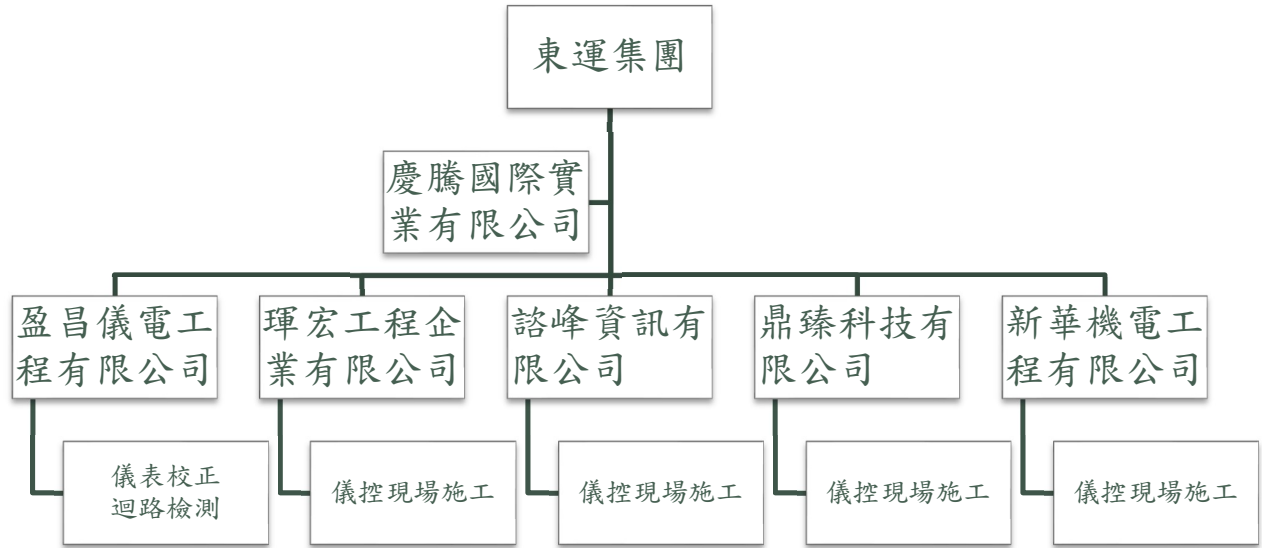 東運集團
慶騰國際實
業有限公司
盈昌儀電工
程有限公司
琿宏工程企
業有限公司
諮峰資訊有
限公司
鼎臻科技有
限公司
新華機電工
程有限公司
儀表校正
迴路檢測
儀控現場施工
儀控現場施工
儀控現場施工
儀控現場施工